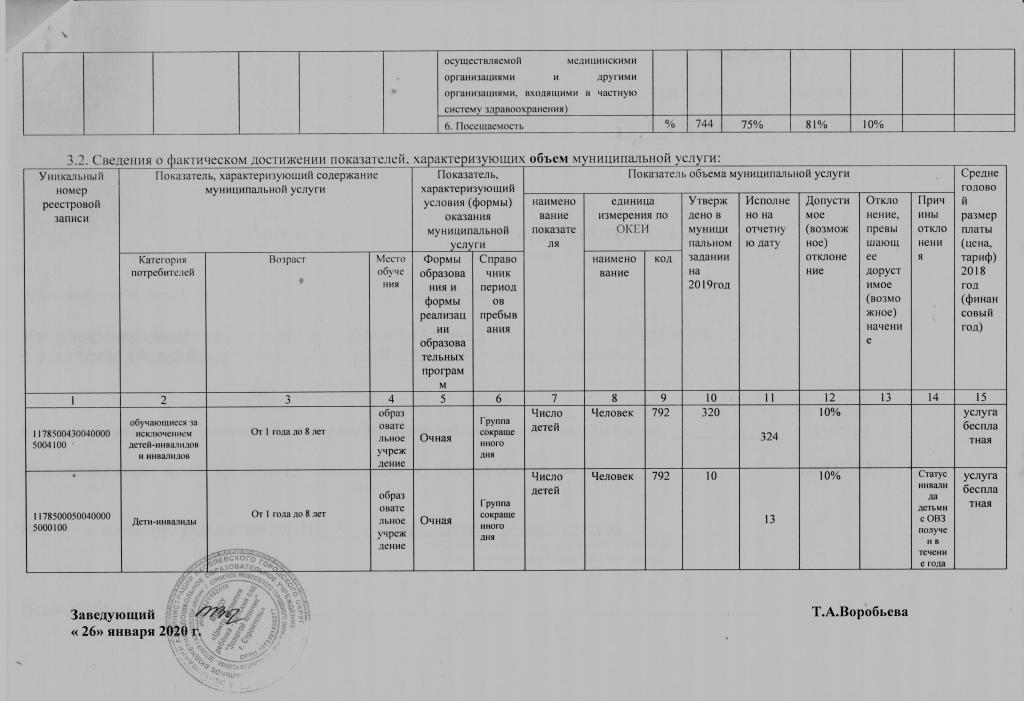 осуществляемой медицинскими
организациями и другими
организациями, входящими в частную
систему здравоохранения)
6. Посещаемость % 744 75% 81% 10%
3.2. Сведения о фактическом достижении показателей, характеризующих объем муниципальной услуги:
Уникальный
номер
реестровой
записи
Показатель, характеризующий содержание
муниципальной услуги
Показатель,
характеризующий
условия (формы)
оказания
муниципальной
услуги
Показатель объема муниципальной услуги
Средне
годово
й
размер
платы
(цена,
тариф)
2018
год
(финан
совый
год)
наимено
вание
показате
ля
единица
измерения по
ОКЕИ
Утверж
дено в
муници
пальном
задании
на
2019год
Исполне
но на
отчетну
ю дату
Допусти
мое
(возмож
ное)
отклоне
ние
Откло
нение,
превы
шающ
ее
доруст
имое
(возмо
жное)
начени
е
Прич
ины
откло
нени
я
Категория
потребителей
Возраст
Место
обуче
ния
Формы
образова
ния и
формы
реализац
ии
образова
тельных
програм
м
Справо
чник
период
ов
пребыв
ания
наимено
вание
код
1 2 3 4 5 6 7 8 9 10 11 12 13 14 15
1178500430040000
5004100
обучающиеся за
исключением
детей-инвалидов
и инвалидов
От 1 года до 8 лет
образ
овате
льное
учреж
дение
Очная
Группа
сокраще
нного
дня
Число
детей
Человек
792
320
324
10%
услуга
беспла
тная
1178500050040000
5000100
Дети-инвалиды
От 1 года до 8 лет
образ
овате
льное
учреж
дение
Очная
Группа
сокраще
нного
дня
Число
детей
Человек
792
10
13
10%
Статус
инвали
да
детьми
с ОВЗ
получе
н в
течени
е года
услуга
беспла
тная
Заведующий
Т.А.Воробьева
« 26» января 2020 г.